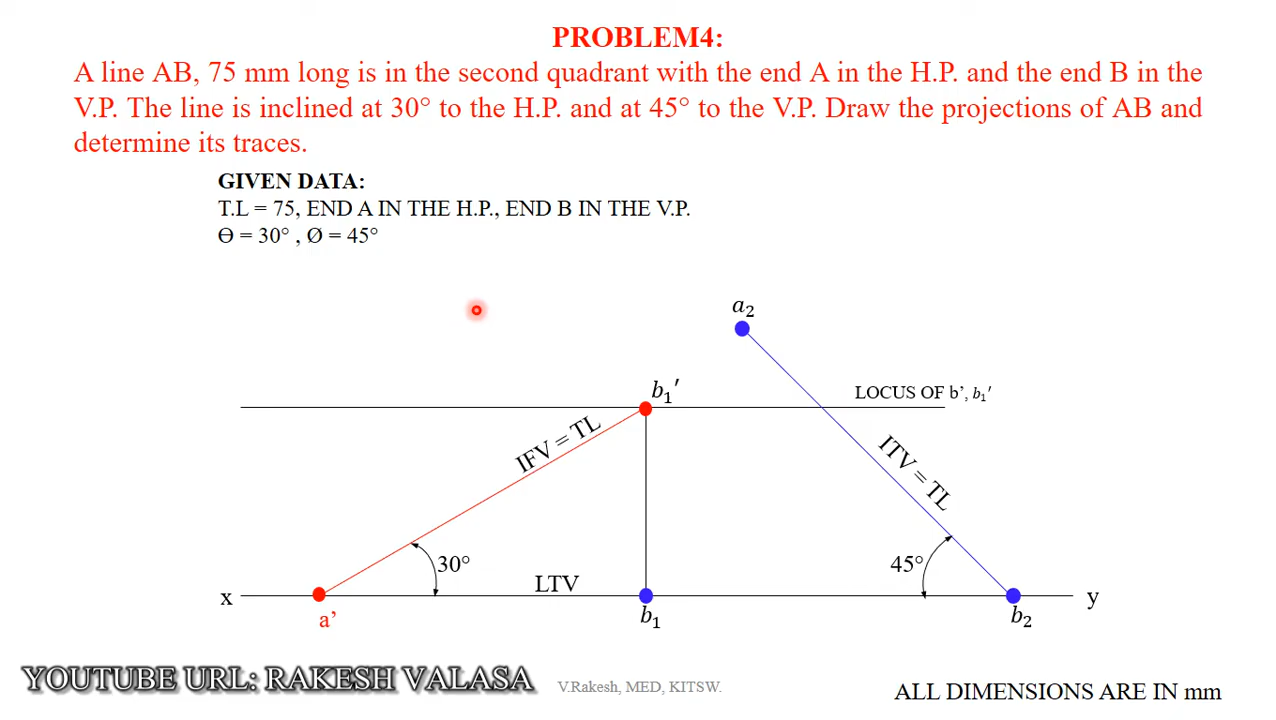 PROBLEM4:
A line AB, 75 mm long is in the second quadrant with the end A in the H.P. and the end B in the
V.P. The line is inclined at 30° to the H.P. and at 45° to the V.P. Draw the projections of AB and
determine its traces.
GIVEN DATA:
T.L = 75, END A IN THE H.P., END B IN THE V.P.
Ɵ = 30° , Ø = 45°
a₂
b₁′
LOCUS OF b’, b₁′
IFV = TL
ITV = TL
30°
45°
LTV
x
y
a’
b₁
b₂
YOUTUBE URL: RAKESH VALASA
V.Rakesh, MED, KITSW.
ALL DIMENSIONS ARE IN mm